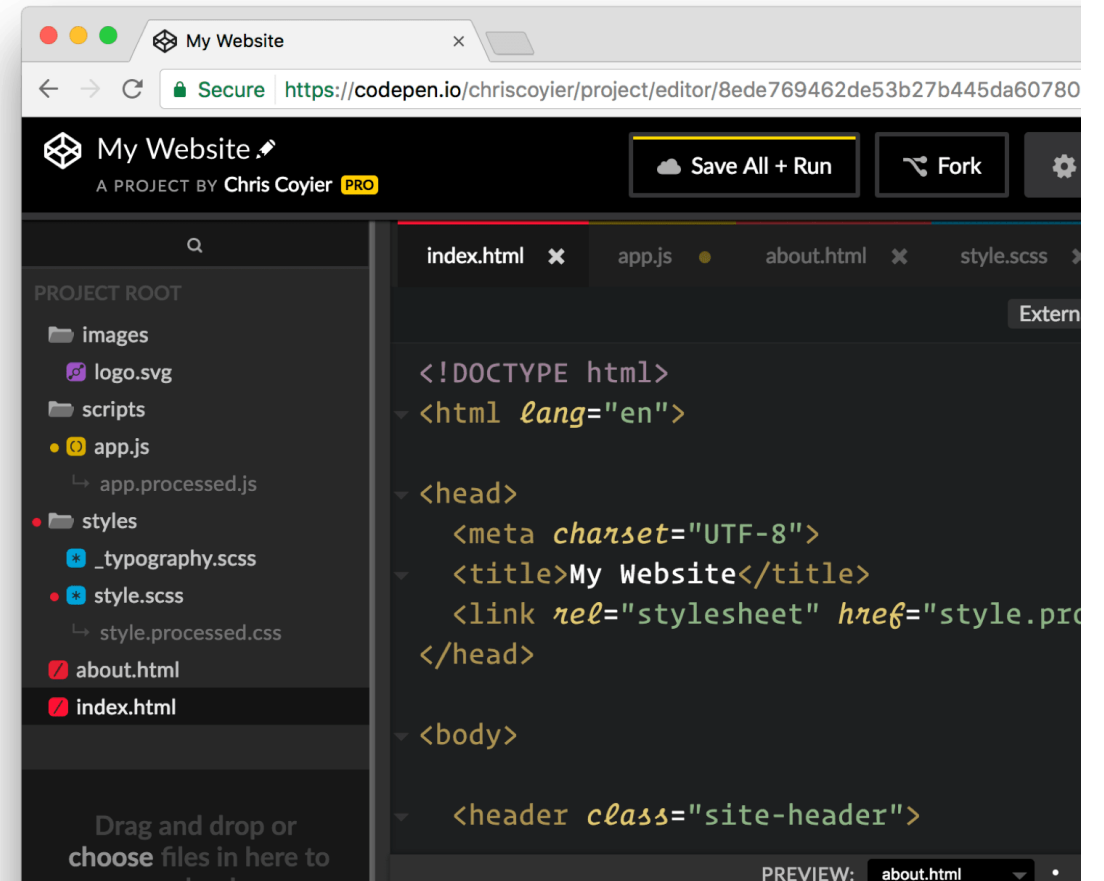 My Website
Secure https://codepen.io/chriscoyier/project/editor/8ede769462de53b27b445da60780
My Website
A PROJECT BY Chris Coyier PRO
Save All + Run
Fork
PROJECT ROOT
images
logo.svg
scripts
app.js
app.processed.js
styles
_typography.scss
style.scss
style.processed.css
about.html
index.html
Drag and drop or
choose files in here to
index.html
app.js
about.html
style.scss
Extern
<!DOCTYPE html>
<html lang="en">
<head>
<meta charset="UTF-8">
<title>My Website</title>
<link rel="stylesheet" href="style.pro
</head>
<body>
<header class="site-header">
PREVIEW: about.html